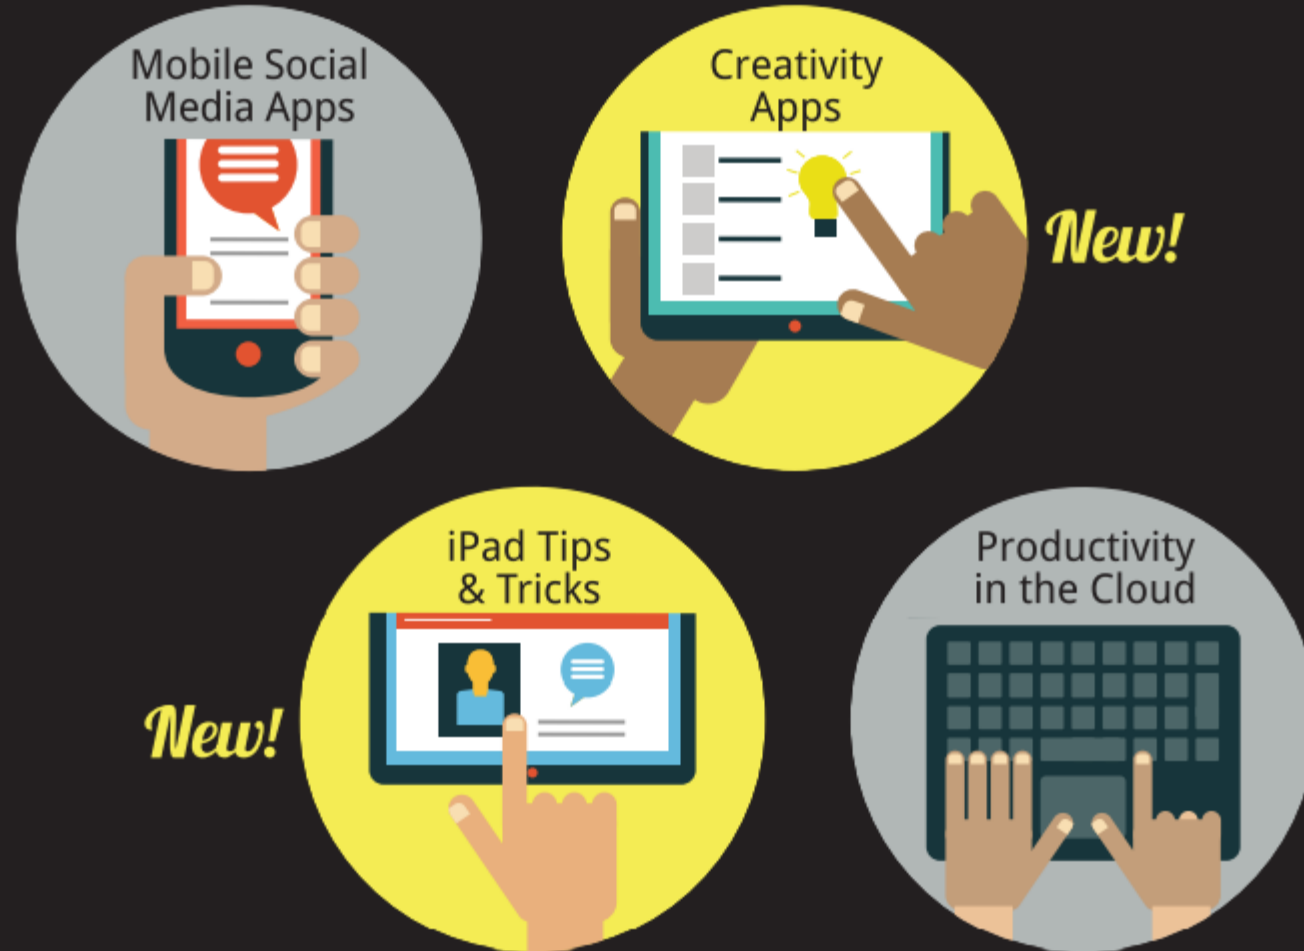 Mobile Social
Media Apps
Creativity
Apps
New!
iPad Tips
& Tricks
New!
Productivity
in the Cloud